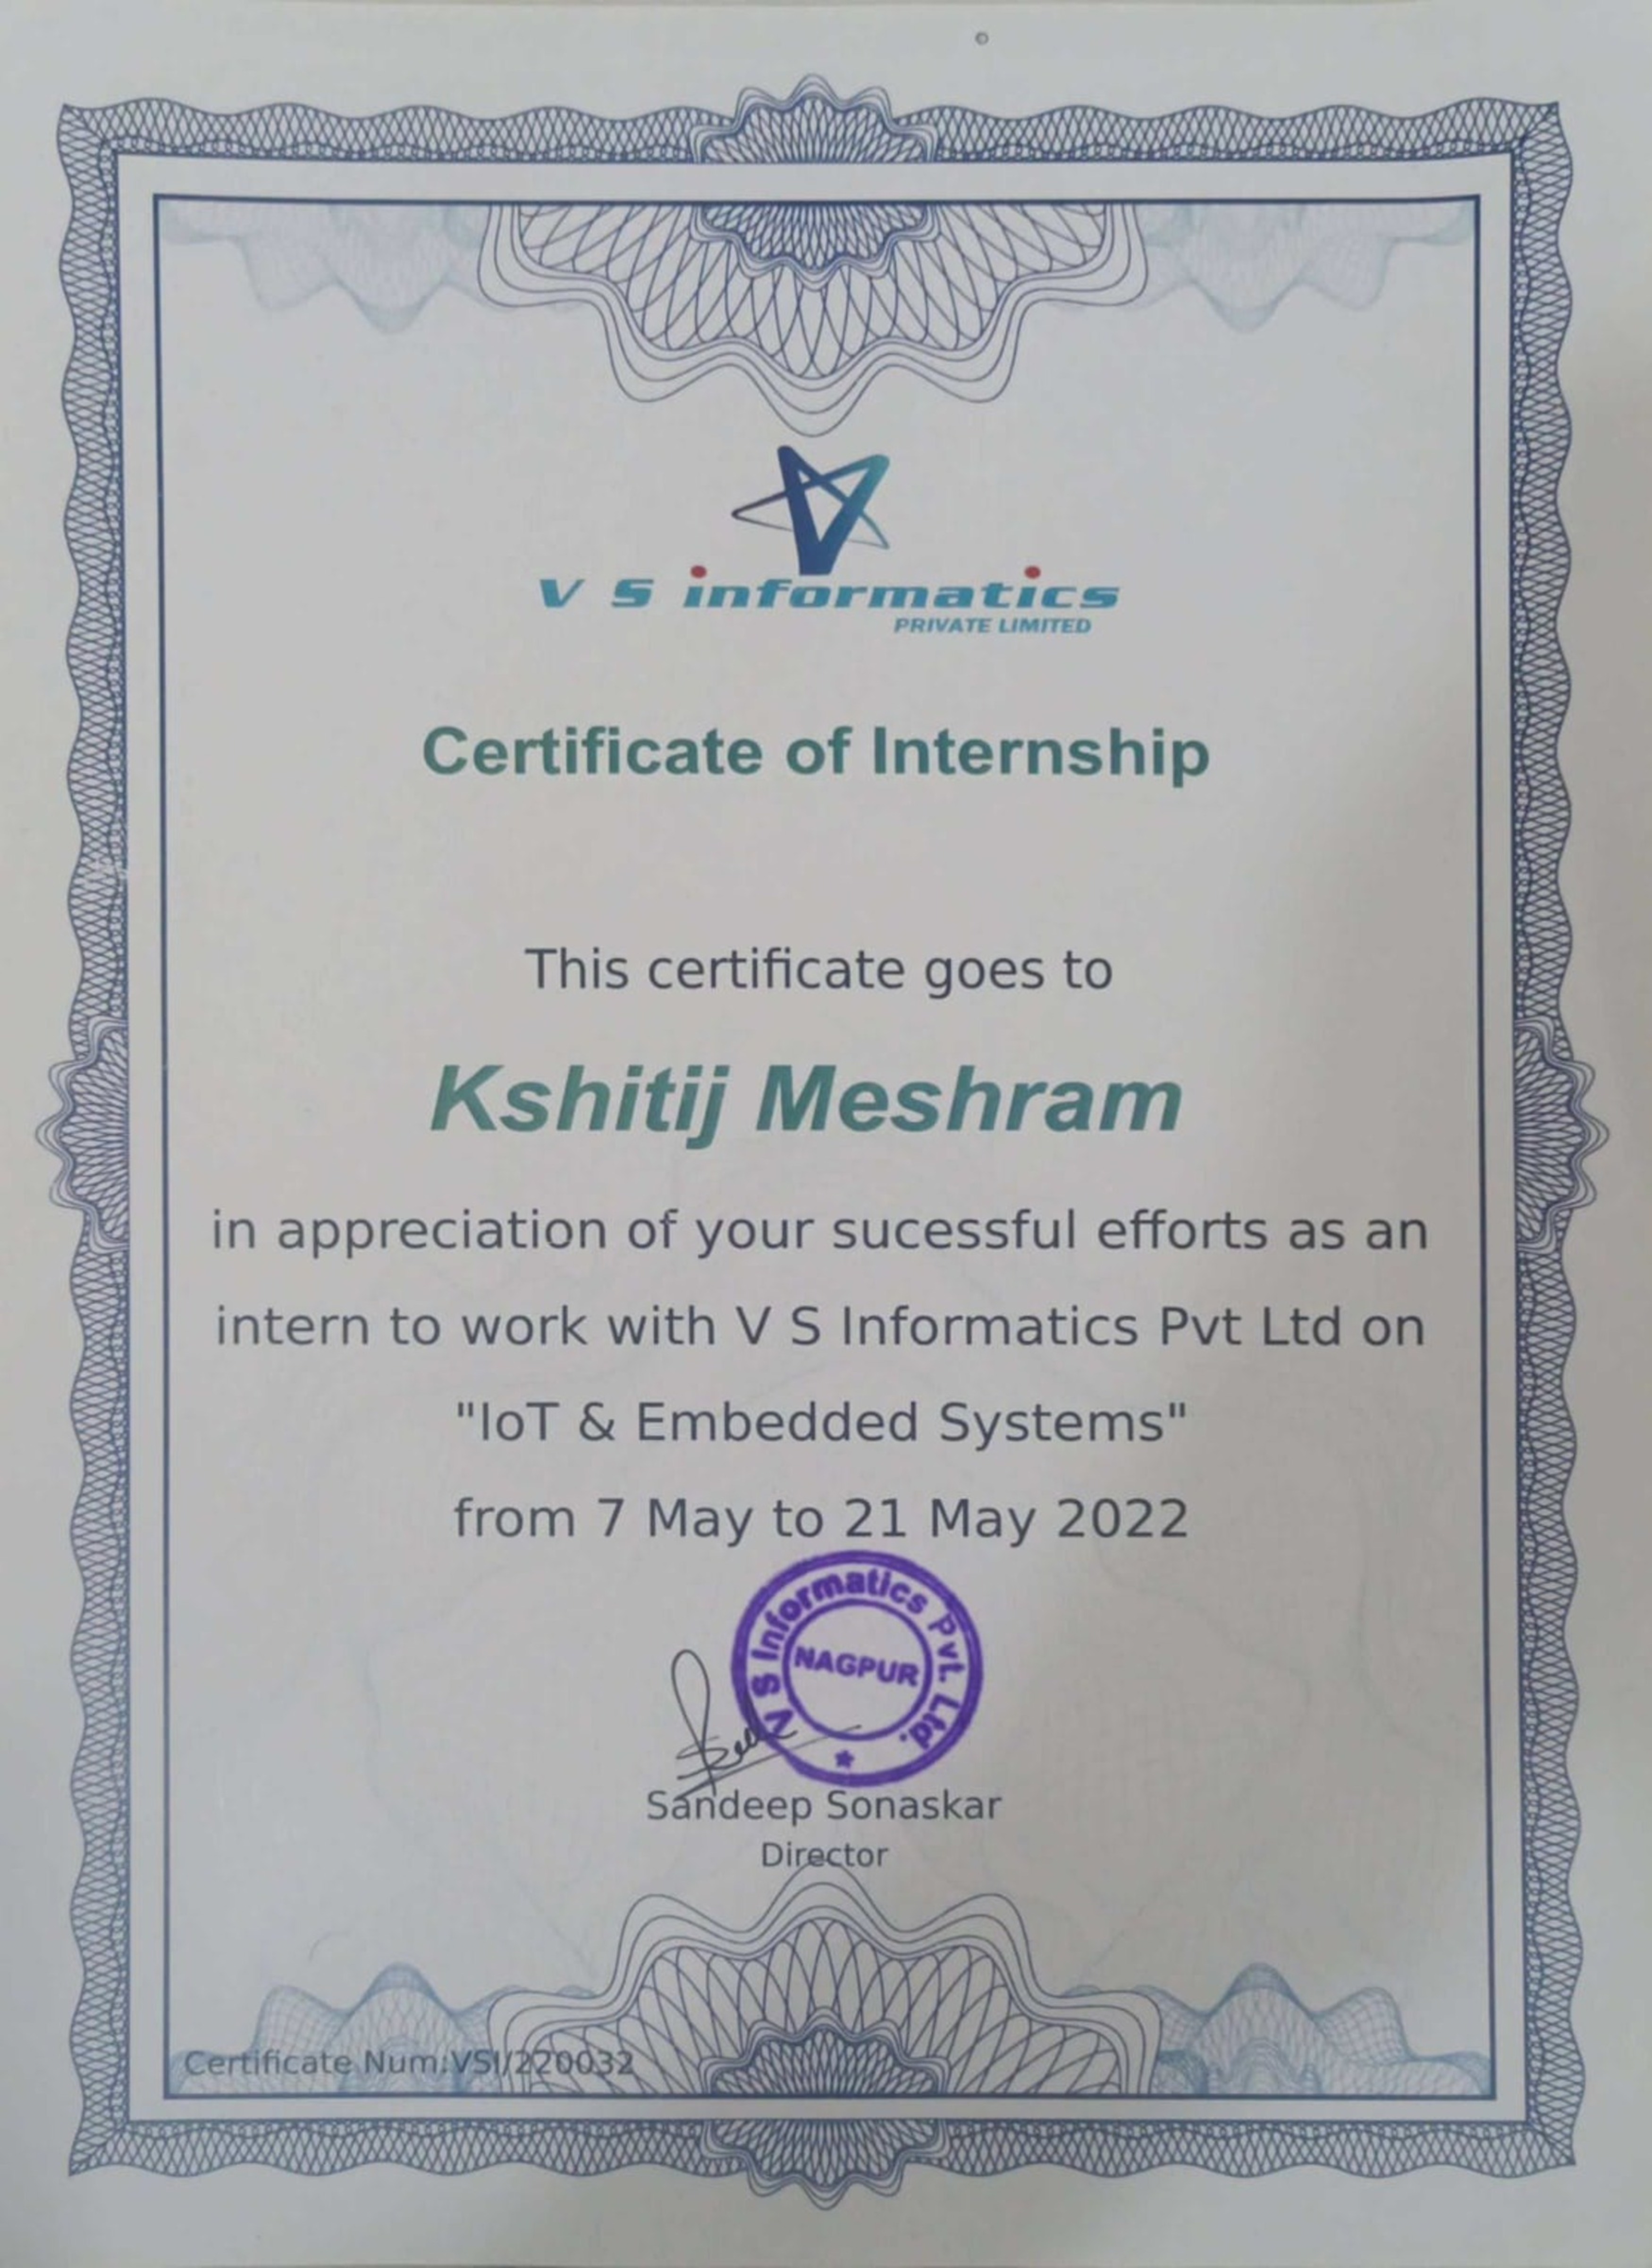 V S informatics
PRIVATE LIMITED
Certificate of Internship
This certificate goes to
Kshitij Meshram
in appreciation of your sucessful efforts as an
intern to work with V S Informatics Pvt Ltd on
"IoT & Embedded Systems"
from 7 May to 21 May 2022
V S Informatics Pvt. Ltd.
NAGPUR
Sandeep Sonaskar
Director
Certificate Num:VSI/220032